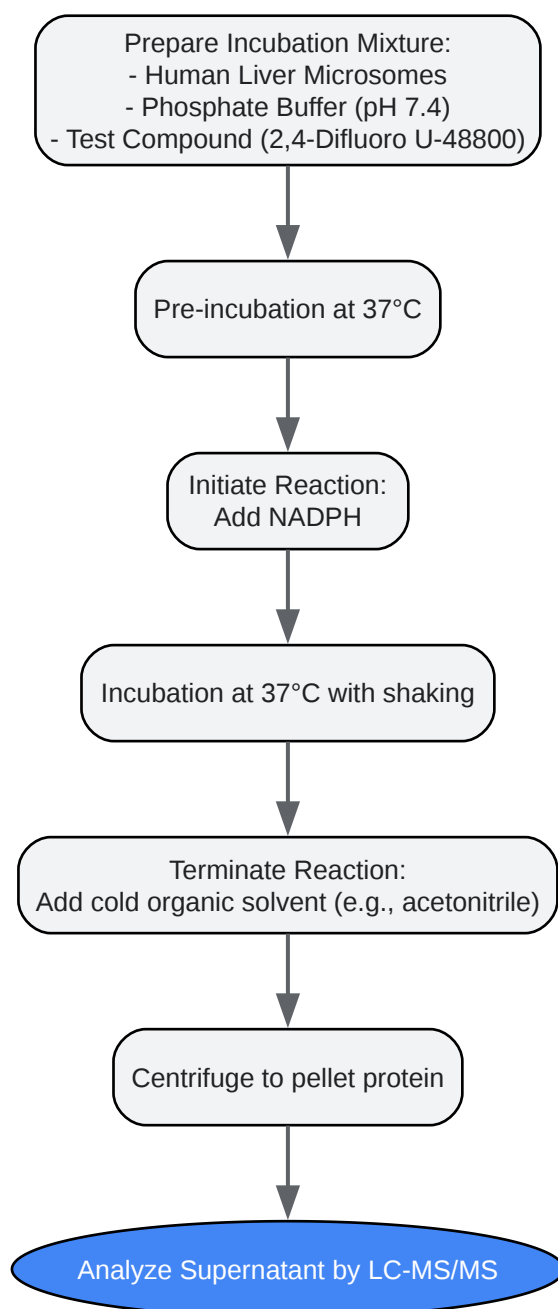 Prepare Incubation Mixture:
- Human Liver Microsomes
- Phosphate Buffer (pH 7.4)
- Test Compound (2,4-Difluoro U-48800)
Pre-incubation at 37°C
Initiate Reaction:
Add NADPH
Incubation at 37°C with shaking
Terminate Reaction:
Add cold organic solvent (e.g., acetonitrile)
Centrifuge to pellet protein
Analyze Supernatant by LC-MS/MS